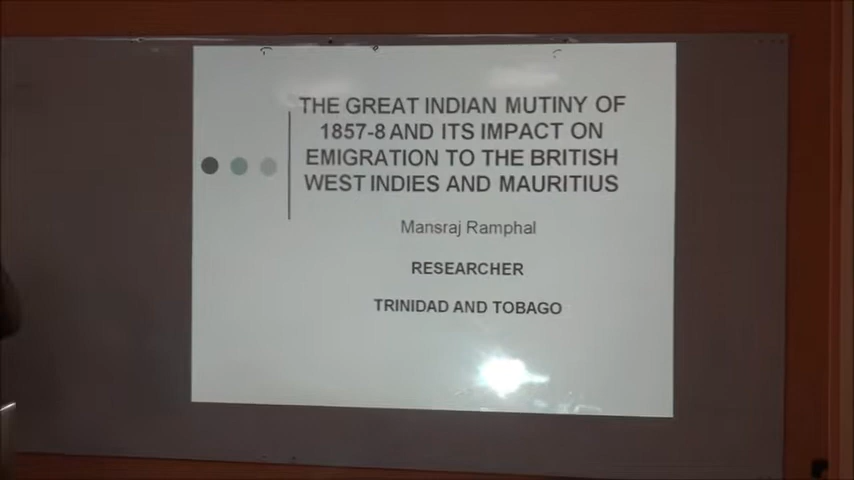 THE GREAT INDIAN MUTINY OF
1857-8 AND ITS IMPACT ON
EMIGRATION TO THE BRITISH
WEST INDIES AND MAURITIUS
Mansraj Ramphal
RESEARCHER
TRINIDAD AND TOBAGO